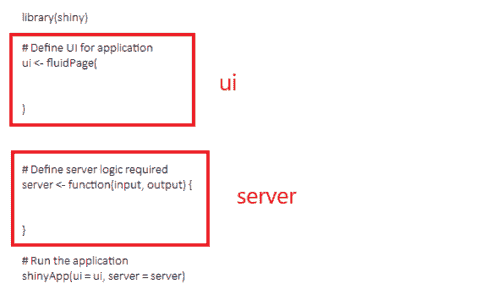 library(shiny)
# Define UI for application
ui <- fluidPage(
)
ui
# Define server logic required
server <- function(input, output) {
}
server
# Run the application
shinyApp(ui = ui, server = server)